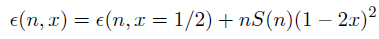 ϵ(n, x) = ϵ(n, x = 1/2) + nS(n)(1 − 2x)²